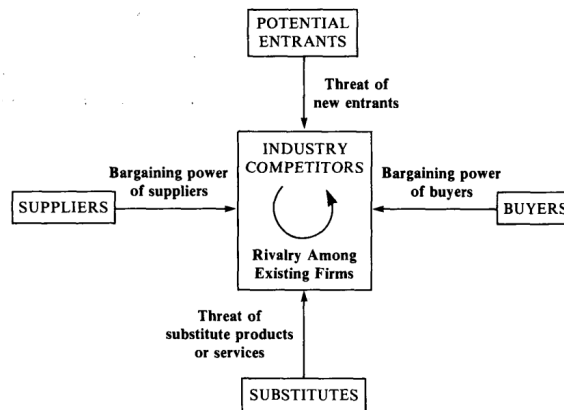 POTENTIAL
ENTRANTS
Threat of
new entrants
INDUSTRY
COMPETITORS
Bargaining power
of suppliers
Bargaining power
of buyers
SUPPLIERS
BUYERS
Rivalry Among
Existing Firms
Threat of
substitute products
or services
SUBSTITUTES